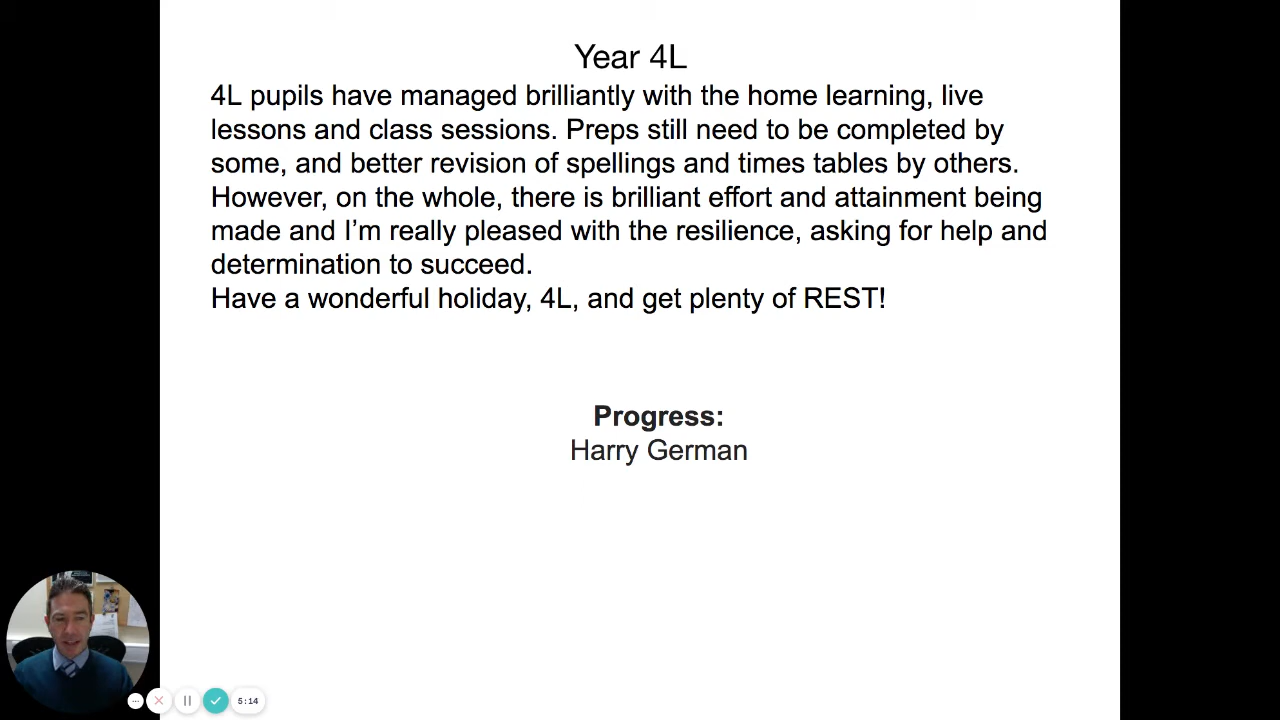 Year 4L
4L pupils have managed brilliantly with the home learning, live
lessons and class sessions. Preps still need to be completed by
some, and better revision of spellings and times tables by others.
However, on the whole, there is brilliant effort and attainment being
made and I’m really pleased with the resilience, asking for help and
determination to succeed.
Have a wonderful holiday, 4L, and get plenty of REST!
Progress:
Harry German
5:14